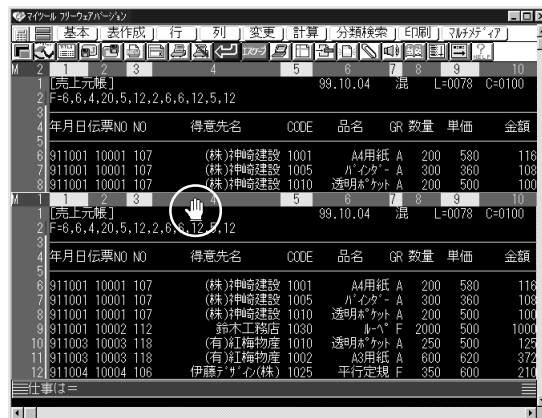 マイツール フリーウェアバージョン
基本 表作成 行 列 変更 計算 分類検索 印刷 マルチメディア
M 2 1 2 3 4 5 6 7 8 9 10
1 [売上元帳] 99.10.04 混 L=0078 C=0100
2 F=6,6,4,20,5,12,2,6,6,12,5,12
3
4 年月日 伝票NO NO 得意先名 CODE 品名 GR 数量 単価 金額
5
6 911001 10001 107 (株)神崎建設 1001 A4用紙 A 200 580 116
7 911001 10001 107 (株)神崎建設 1005 バインダー A 300 360 108
8 911001 10001 107 (株)神崎建設 1010 透明ポケット A 200 500 100
M 1 1 2 3 4 5 6 7 8 9 10
1 [売上元帳] 99.10.04 混 L=0078 C=0100
2 F=6,6,4,20,5,12,2,6,6,12,5,12
3
4 年月日 伝票NO NO 得意先名 CODE 品名 GR 数量 単価 金額
5
6 911001 10001 107 (株)神崎建設 1001 A4用紙 A 200 580 116
7 911001 10001 107 (株)神崎建設 1005 バインダー A 300 360 108
8 911001 10001 107 (株)神崎建設 1010 透明ポケット A 200 500 100
9 911001 10002 112 鈴木工務店 1030 ルーペ F 2000 500 1000
10 911003 10003 118 (有)紅梅物産 1010 透明ポケット A 250 500 125
11 911003 10003 118 (有)紅梅物産 1002 A3用紙 A 600 620 372
12 911004 10004 106 伊藤デザイン(株) 1025 平行定規 F 350 600 210
仕事は=